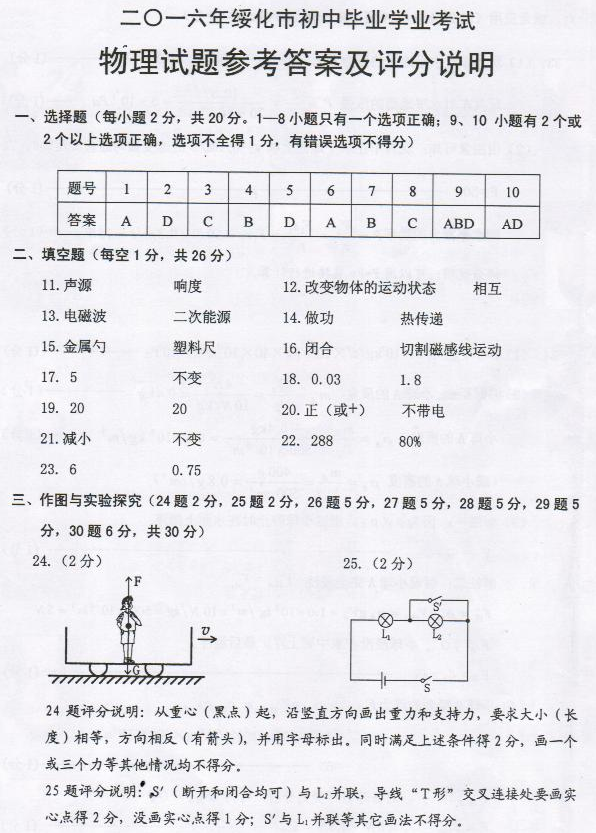 二〇一六年绥化市初中毕业学业考试
物理试题参考答案及评分说明
一、选择题（每小题2分，共20分。1—8小题只有一个选项正确；9、10 小题有2个或
2个以上选项正确，选项不全得1分，有错误选项不得分）
题号 1 2 3 4 5 6 7 8 9 10
答案 A D C B D A B C ABD AD
二、填空题（每空1分，共26分）
11. 声源 响度 12. 改变物体的运动状态 相互
13. 电磁波 二次能源 14. 做功 热传递
15. 金属勺 塑料尺 16. 闭合 切割磁感线运动
17. 5 不变 18. 0.03 1.8
19. 20 20 20. 正（或+） 不带电
21. 减小 不变 22. 288 80%
23. 6 0.75
三、作图与实验探究（24题2分，25题2分，26题5分，27题5分，28题5分，29题5
分，30题6分，共30分）
24.（2分） 25.（2分）
F
v
G
S′
L₁ L₂
S
24题评分说明：从重心（黑点）起，沿竖直方向画出重力和支持力，要求大小（长
度）相等，方向相反（有箭头），并用字母标出。同时满足上述条件得2分，画一个
或三个力等其他情况均不得分。
25题评分说明：S′（断开和闭合均可）与L₂并联，导线“T形”交叉连接处要画实
心点得2分，没画实心点得1分；S′与L₁并联等其它画法不得分。